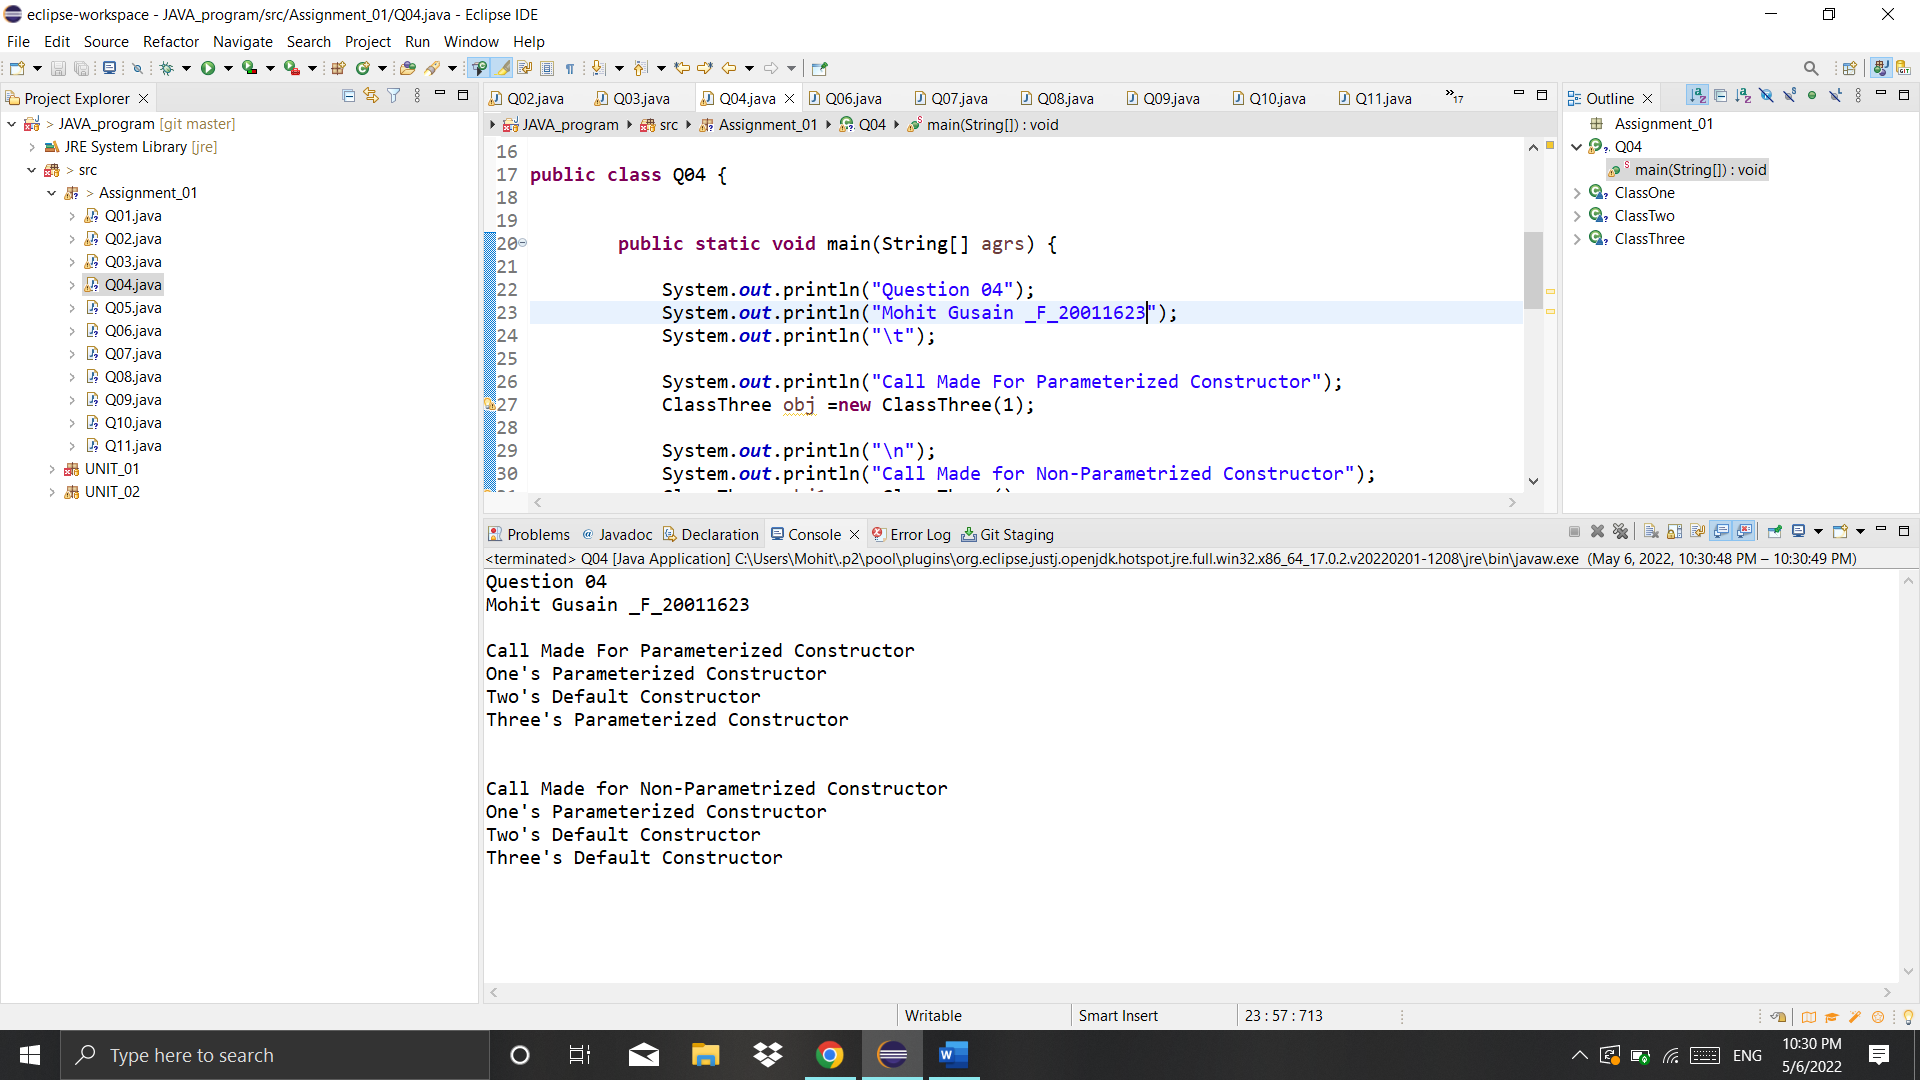 eclipse-workspace - JAVA_program/src/Assignment_01/Q04.java - Eclipse IDE
File Edit Source Refactor Navigate Search Project Run Window Help
Project Explorer
> JAVA_program [git master]
JRE System Library [jre]
> src
> Assignment_01
Q01.java
Q02.java
Q03.java
Q04.java
Q05.java
Q06.java
Q07.java
Q08.java
Q09.java
Q10.java
Q11.java
UNIT_01
UNIT_02
Q02.java Q03.java Q04.java Q06.java Q07.java Q08.java Q09.java Q10.java Q11.java »17
JAVA_program src Assignment_01 Q04 main(String[]) : void
16
17 public class Q04 {
18
19
20 public static void main(String[] agrs) {
21
22 System.out.println("Question 04");
23 System.out.println("Mohit Gusain _F_20011623");
24 System.out.println("\t");
25
26 System.out.println("Call Made For Parameterized Constructor");
27 ClassThree obj =new ClassThree(1);
28
29 System.out.println("\n");
30 System.out.println("Call Made for Non-Parametrized Constructor");
Outline
Assignment_01
Q04
main(String[]) : void
ClassOne
ClassTwo
ClassThree
Problems @ Javadoc Declaration Console Error Log Git Staging
<terminated> Q04 [Java Application] C:\Users\Mohit\.p2\pool\plugins\org.eclipse.justj.openjdk.hotspot.jre.full.win32.x86_64_17.0.2.v20220201-1208\jre\bin\javaw.exe (May 6, 2022, 10:30:48 PM – 10:30:49 PM)
Question 04
Mohit Gusain _F_20011623
Call Made For Parameterized Constructor
One's Parameterized Constructor
Two's Default Constructor
Three's Parameterized Constructor
Call Made for Non-Parametrized Constructor
One's Parameterized Constructor
Two's Default Constructor
Three's Default Constructor
Writable Smart Insert 23 : 57 : 713
Type here to search
ENG
10:30 PM
5/6/2022